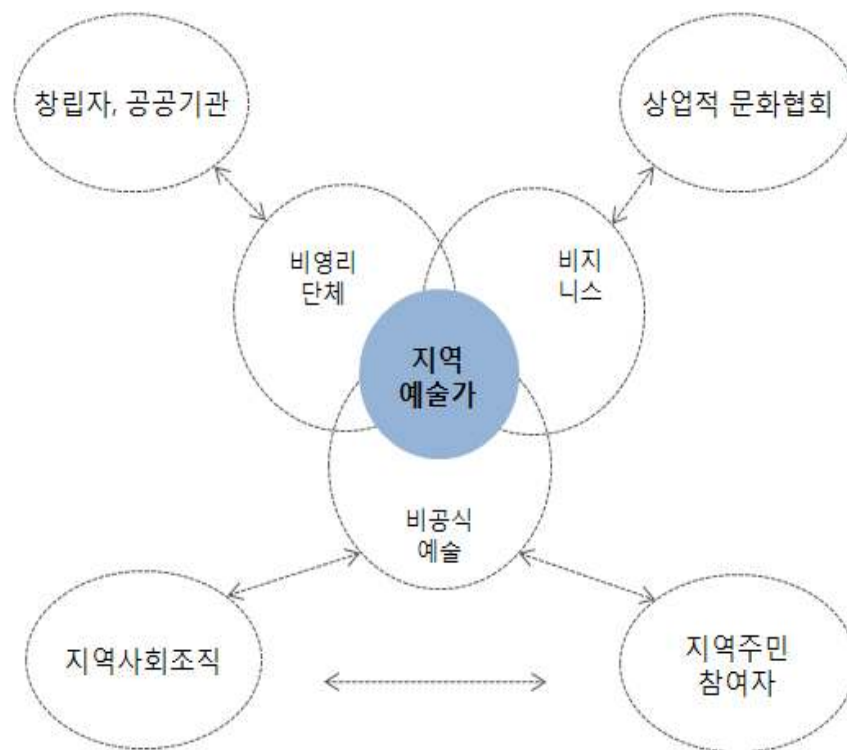 창립자, 공공기관
상업적 문화협회
비영리
단체
비지
니스
지역
예술가
비공식
예술
지역사회조직
지역주민
참여자